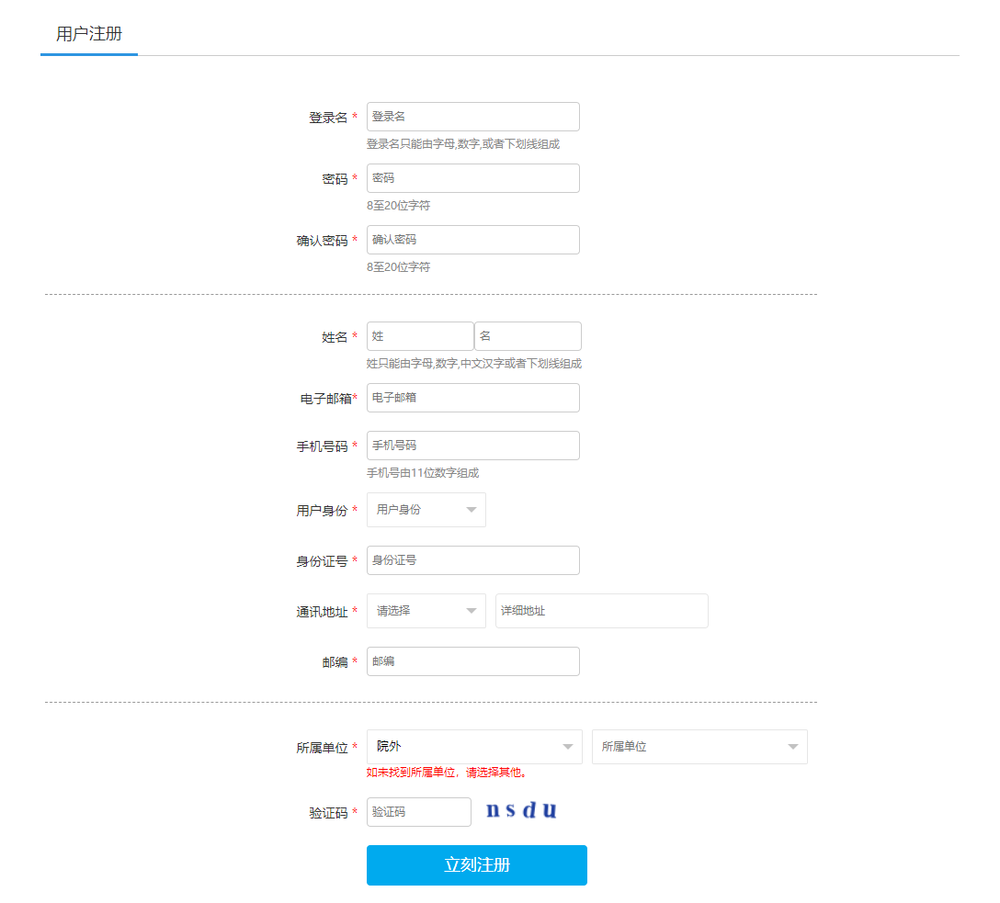 用户注册
登录名 * 登录名
登录名只能由字母,数字,或者下划线组成
密码 * 密码
8至20位字符
确认密码 * 确认密码
8至20位字符
姓名 * 姓 名
姓只能由字母,数字,中文汉字或者下划线组成
电子邮箱* 电子邮箱
手机号码 * 手机号码
手机号由11位数字组成
用户身份 * 用户身份
身份证号 * 身份证号
通讯地址 * 请选择 详细地址
邮编 * 邮编
所属单位 * 院外 所属单位
如未找到所属单位，请选择其他。
验证码 * 验证码 nsdu
立刻注册